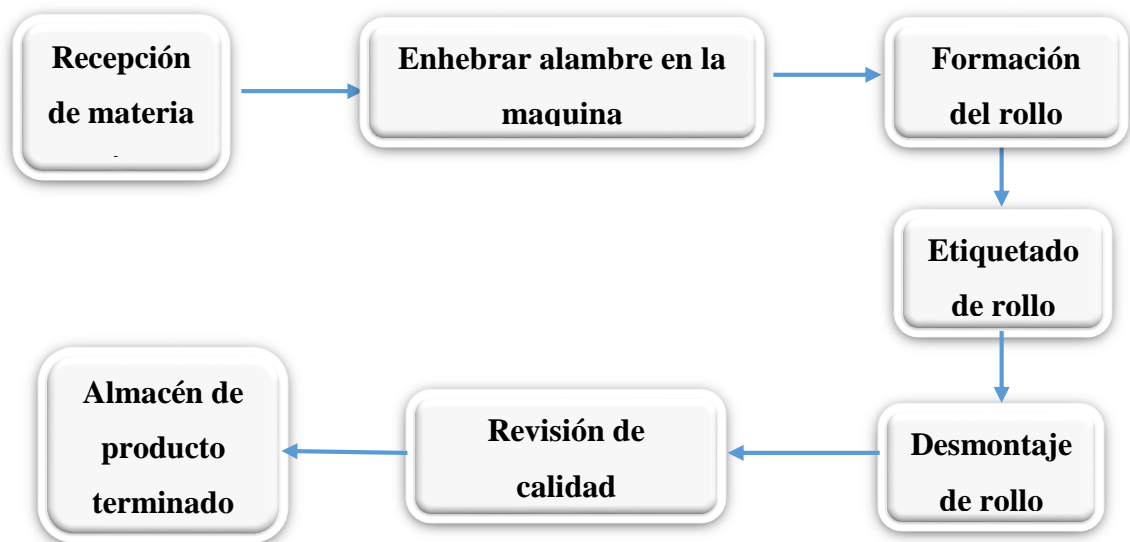 Recepción
de materia
Enhebrar alambre en la
maquina
Formación
del rollo
Etiquetado
de rollo
Desmontaje
de rollo
Revisión de
calidad
Almacén de
producto
terminado